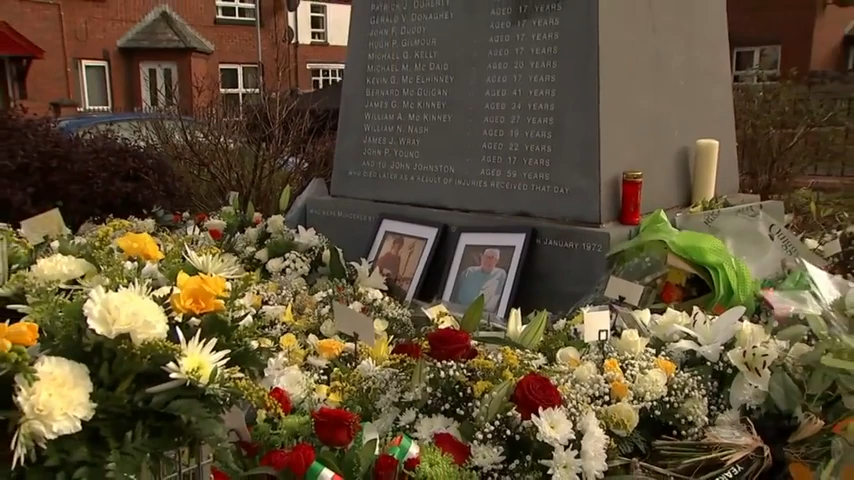 PATRICK J. DOHERTY AGED 17 YEARS
GERALD V. DONAGHEY AGED 17 YEARS
JOHN F. DUDDY AGED 17 YEARS
HUGH P. GILMOUR AGED 17 YEARS
MICHAEL G. KELLY AGED 20 YEARS
MICHAEL M. McDAID AGED 17 YEARS
KEVIN G. McELHINNEY AGED 41 YEARS
BERNARD McGUIGAN AGED 34 YEARS
JAMES G. McKINNEY AGED 27 YEARS
WILLIAM A. McKINNEY AGED 19 YEARS
WILLIAM N. NASH AGED 22 YEARS
JAMES J. WRAY AGED 17 YEARS
JOHN P. YOUNG AGED 59 YEARS
AND TO JOHN JOHNSTON
WHO DIED LATER AS A RESULT OF INJURIES RECEIVED THAT DAY
WHO WERE MURDERED BY JANUARY 1972
YEARS